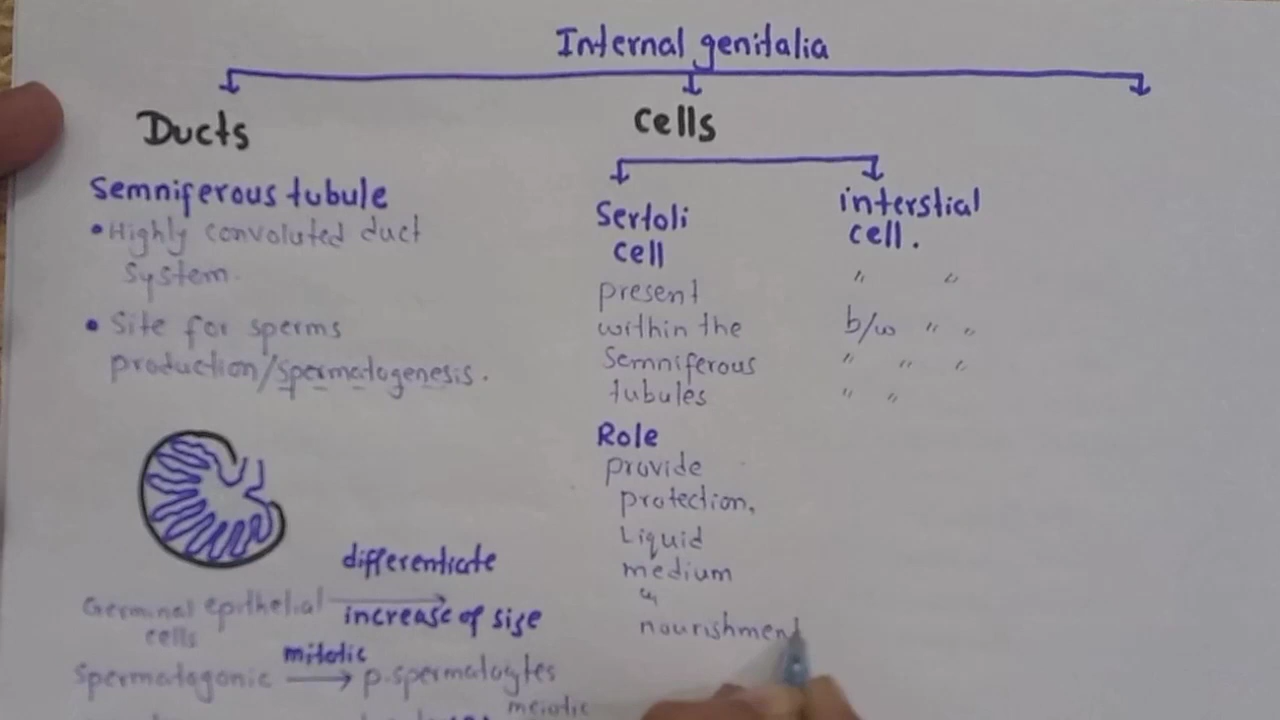 Internal genitalia
Ducts
Semniferous tubule
• Highly convoluted duct
system.
• Site for sperms
production/spermatogenesis.
differentiate
Germinal epithelial
increase of size
cells
mitotic
Spermatogonic → p.spermatocytes
meiotic
cells
Sertoli
cell
present
within the
Semniferous
tubules
Role
provide
protection,
Liquid
medium
nourishment
interstial
cell.
" "
b/w " "
" " "
" "